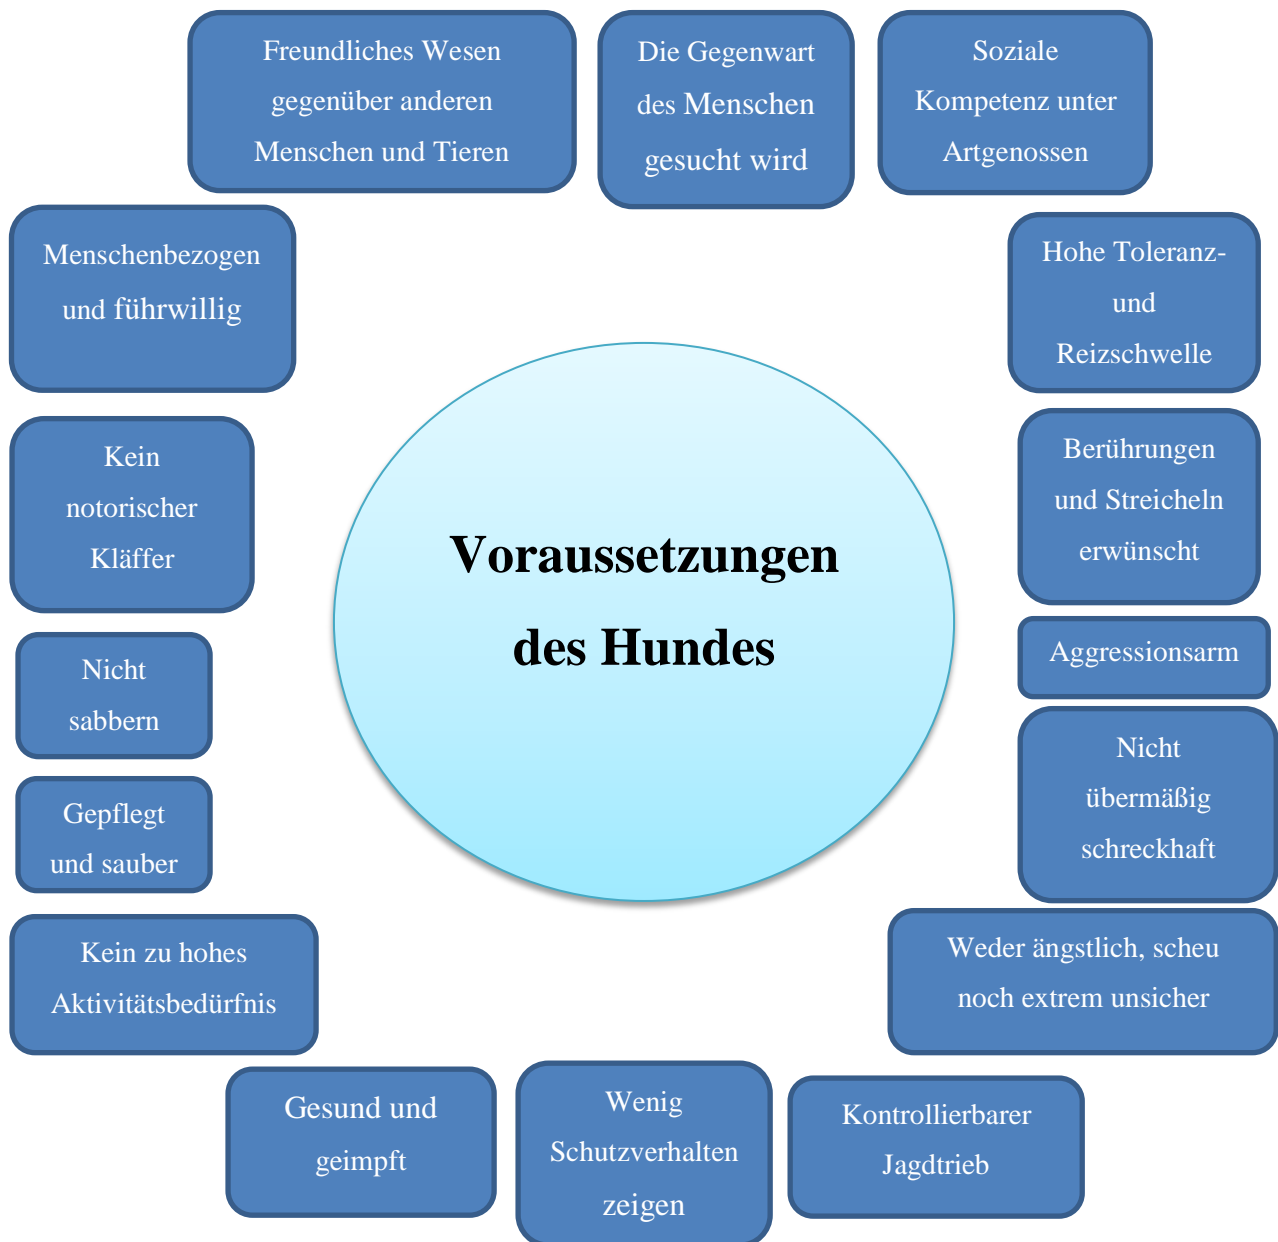 Freundliches Wesen
gegenüber anderen
Menschen und Tieren
Die Gegenwart
des Menschen
gesucht wird
Soziale
Kompetenz unter
Artgenossen
Menschenbezogen
und führwillig
Hohe Toleranz-
und
Reizschwelle
Kein
notorischer
Kläffer
Berührungen
und Streicheln
erwünscht
Voraussetzungen
des Hundes
Nicht
sabbern
Aggressionsarm
Nicht
übermäßig
schreckhaft
Gepflegt
und sauber
Kein zu hohes
Aktivitätsbedürfnis
Weder ängstlich, scheu
noch extrem unsicher
Gesund und
geimpft
Wenig
Schutzverhalten
zeigen
Kontrollierbarer
Jagdtrieb